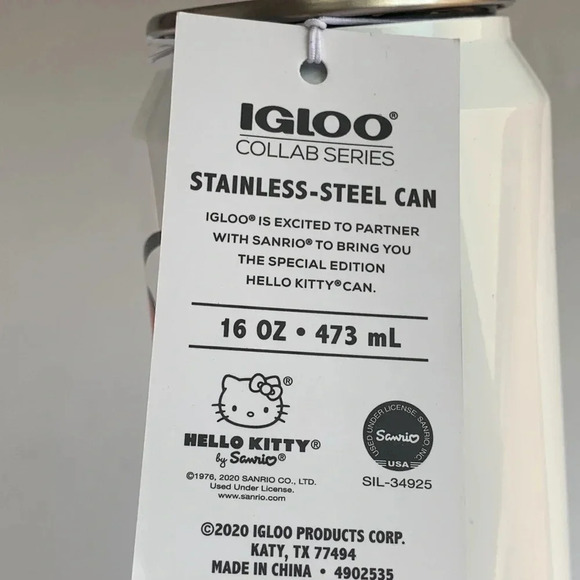 IGLOO®
COLLAB SERIES
STAINLESS-STEEL CAN
IGLOO® IS EXCITED TO PARTNER
WITH SANRIO® TO BRING YOU
THE SPECIAL EDITION
HELLO KITTY® CAN.
16 OZ • 473 mL
®
HELLO KITTY®
by Sanrio®
©1976, 2020 SANRIO CO., LTD.
Used Under License.
www.sanrio.com
USED UNDER LICENSE SANRIO, INC.
Sanrio
USA
SIL-34925
©2020 IGLOO PRODUCTS CORP.
KATY, TX 77494
MADE IN CHINA • 4902535